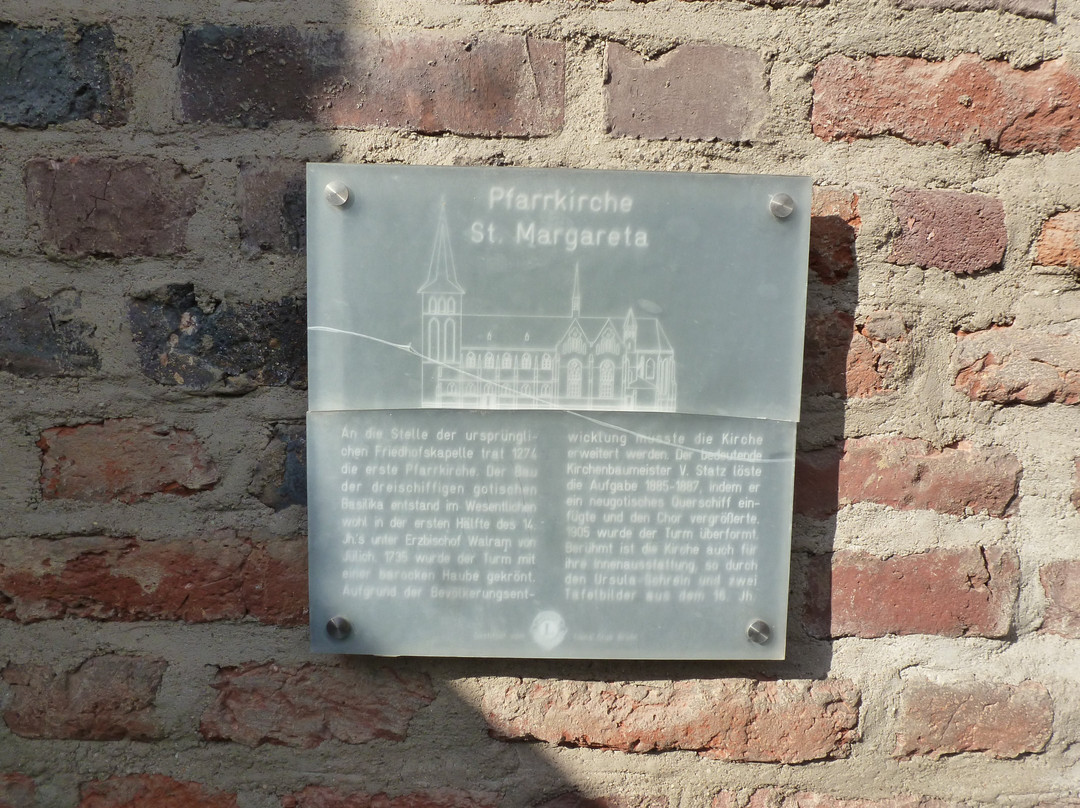 Pfarrkirche
St. Margareta
An die Stelle der ursprüngli-
chen Friedhofskapelle trat 1274
die erste Pfarrkirche. Der Bau
der dreischiffigen gotischen
Basilika entstand im Wesentlichen
wohl in der ersten Hälfte des 14.
Jh.'s unter Erzbischof Walram von
Jülich. 1735 wurde der Turm mit
einer barocken Haube gekrönt.
Aufgrund der Bevölkerungsent-
wicklung musste die Kirche
erweitert werden. Der bedeutende
Kirchenbaumeister V. Statz löste
die Aufgabe 1885-1887, indem er
ein neugotisches Querschiff ein-
fügte und den Chor vergrößerte.
1905 wurde der Turm überformt.
Berühmt ist die Kirche auch für
ihre Innenausstattung, so durch
den Ursula-Schrein und zwei
Tafelbilder aus dem 16. Jh.